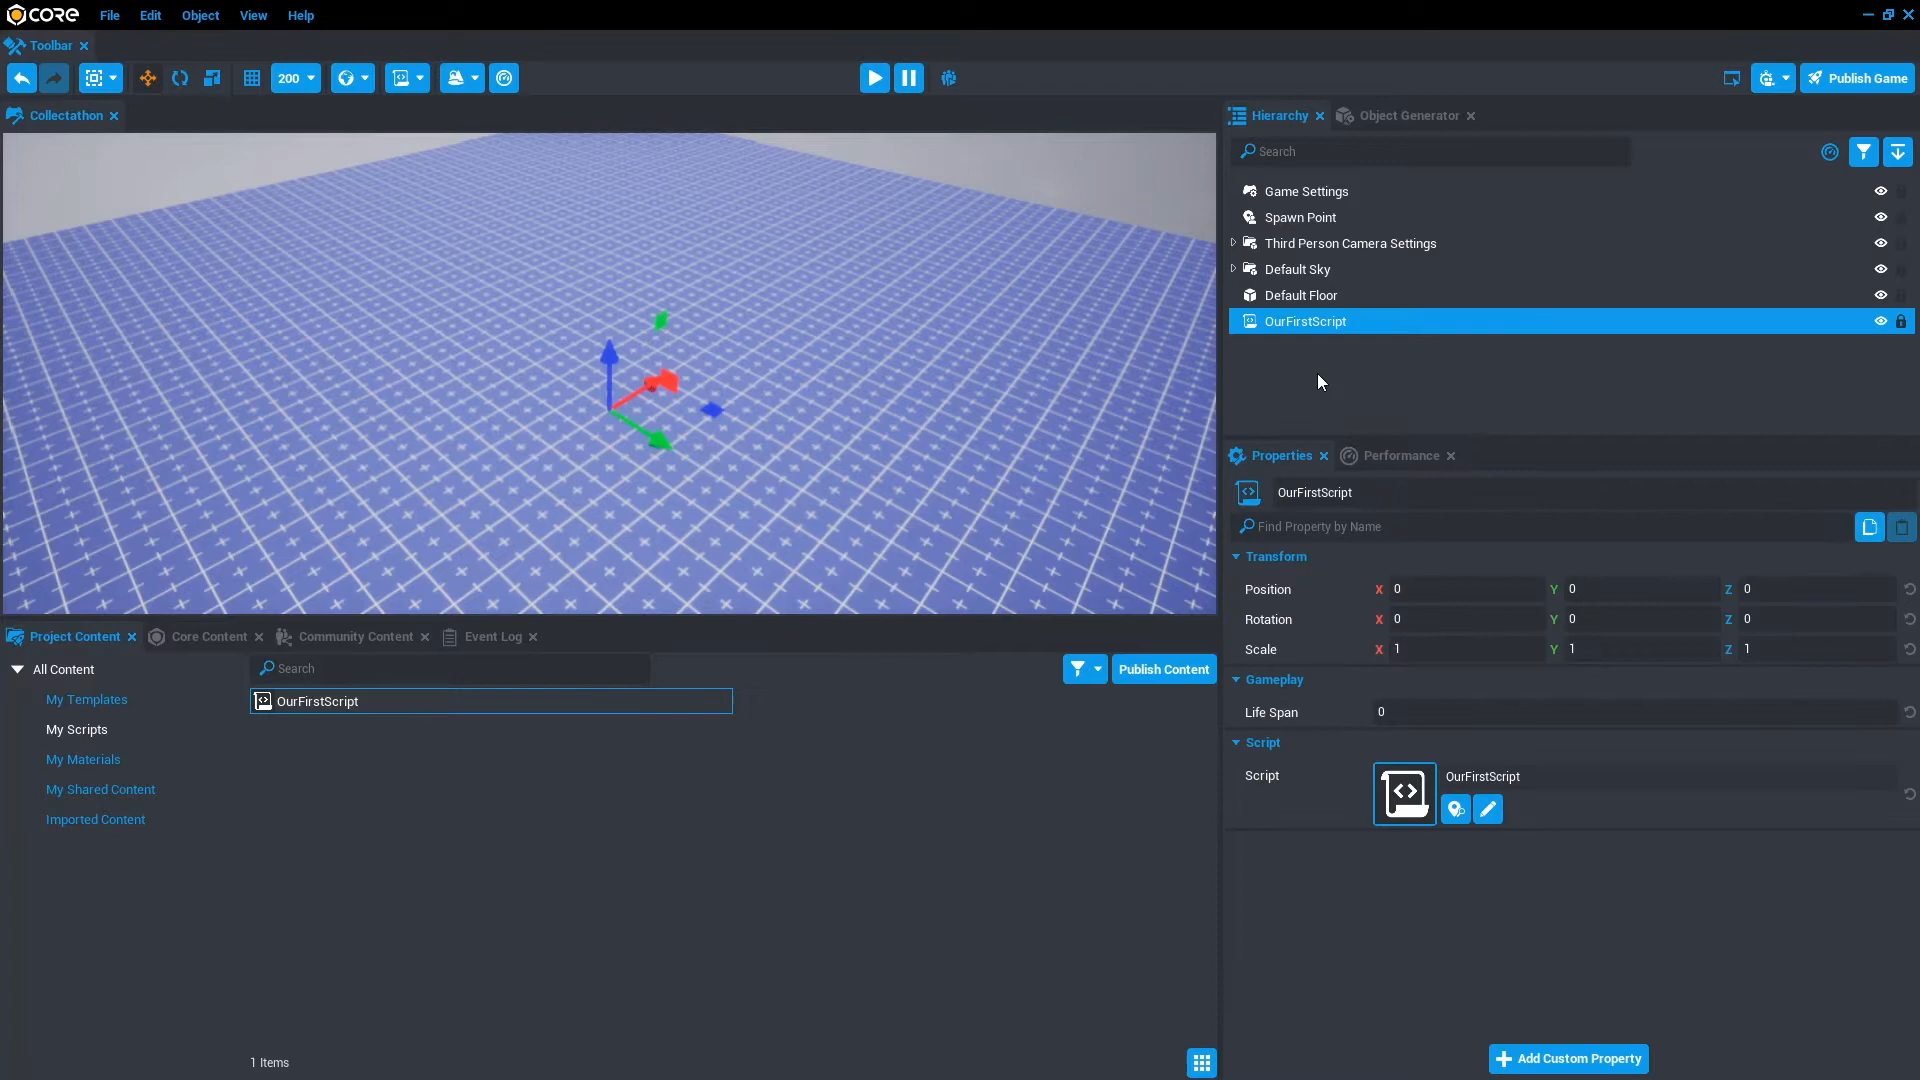 CORE File Edit Object View Help
Toolbar
200 Publish Game
Collectathon
Hierarchy Object Generator
Search
Game Settings
Spawn Point
Third Person Camera Settings
Default Sky
Default Floor
OurFirstScript
Properties Performance
OurFirstScript
Find Property by Name
Transform
Position X 0 Y 0 Z 0
Rotation X 0 Y 0 Z 0
Scale X 1 Y 1 Z 1
Gameplay
Life Span 0
Script
Script OurFirstScript
Add Custom Property
Project Content Core Content Community Content Event Log
All Content Search Publish Content
My Templates OurFirstScript
My Scripts
My Materials
My Shared Content
Imported Content
1 Items